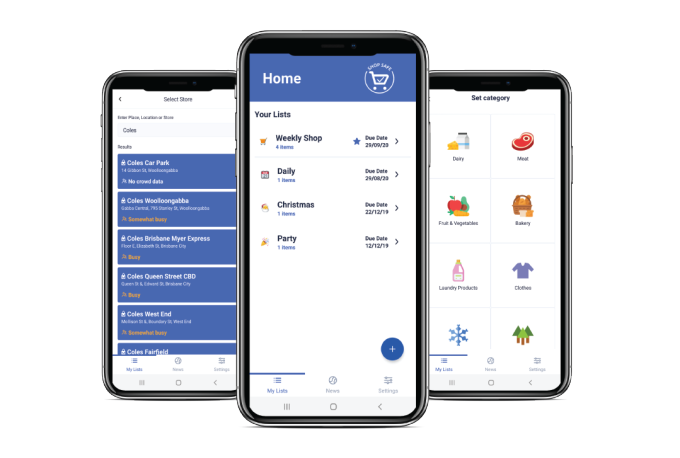 Select Store
Enter Place, Location or Store
Coles
Results
Coles Car Park
14 Gibbon St, Woolloongabba
No crowd data
Coles Woolloongabba
Gabba Central, 795 Stanley St, Woolloongabba
Somewhat busy
Coles Brisbane Myer Express
Floor C, Elizabeth St, Brisbane City
Busy
Coles Queen Street CBD
Queen St &, Edward St, Brisbane City
Busy
Coles West End
Mollison St &, Boundary St, West End
Somewhat busy
Coles Fairfield
My Lists
News
Settings
Home
SHOP SAFE
Your Lists
Weekly Shop
4 Items
Due Date
29/09/20
Daily
1 Items
Due Date
29/08/20
Christmas
1 Items
Due Date
22/12/19
Party
1 Items
Due Date
12/12/19
+
My Lists
News
Settings
Set category
Dairy
Meat
Fruit & Vegetables
Bakery
Laundry Products
Clothes
My Lists
News
Settings